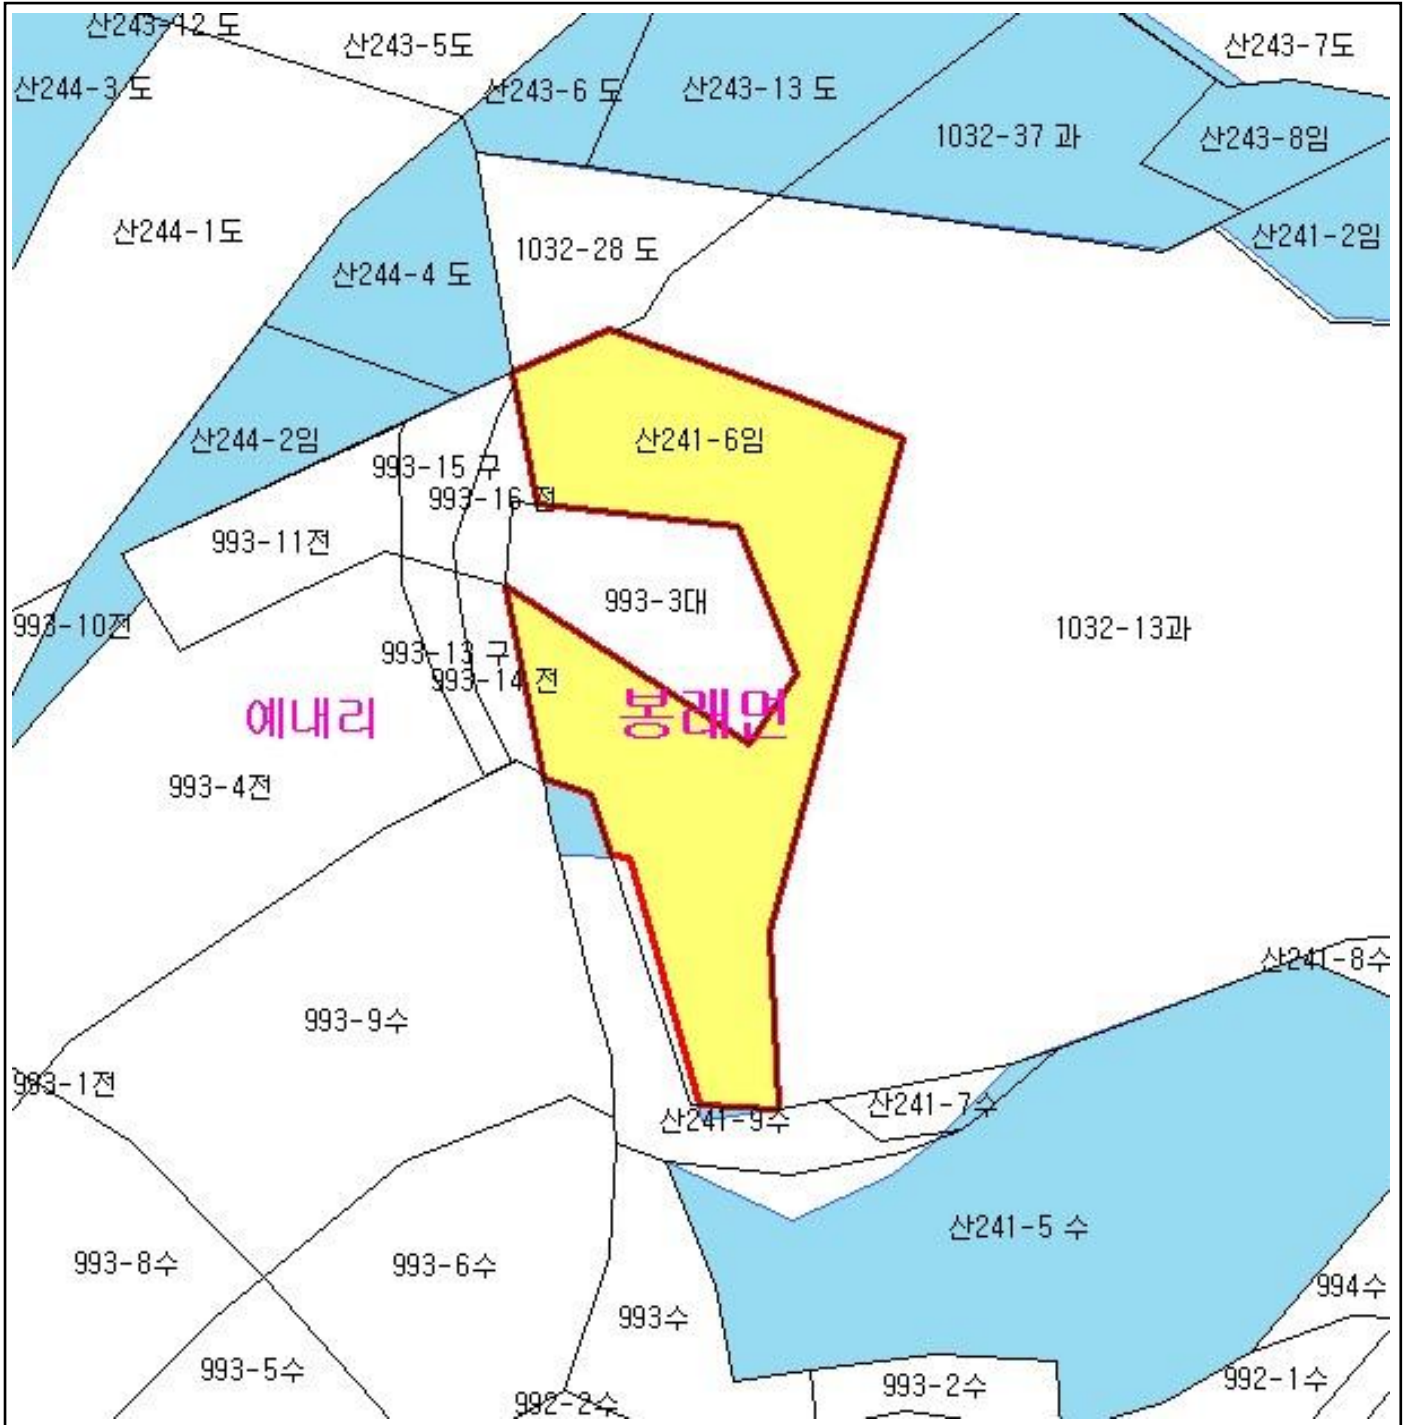 산243-12 도
산243-5도
산243-7도
산244-3 도
산243-6 도
산243-13 도
1032-37 과
산243-8임
산244-1도
산241-2임
1032-28 도
산244-4 도
산244-2임
산241-6임
993-15 구
993-16 전
993-11전
993-3대
993-10전
1032-13과
993-13 구
993-14 전
예내리
봉래면
993-4전
산241-8수
993-9수
993-1전
산241-7수
산241-9수
산241-5 수
993-8수
993-6수
994수
993수
993-5수
993-2수
992-1수
992-2수